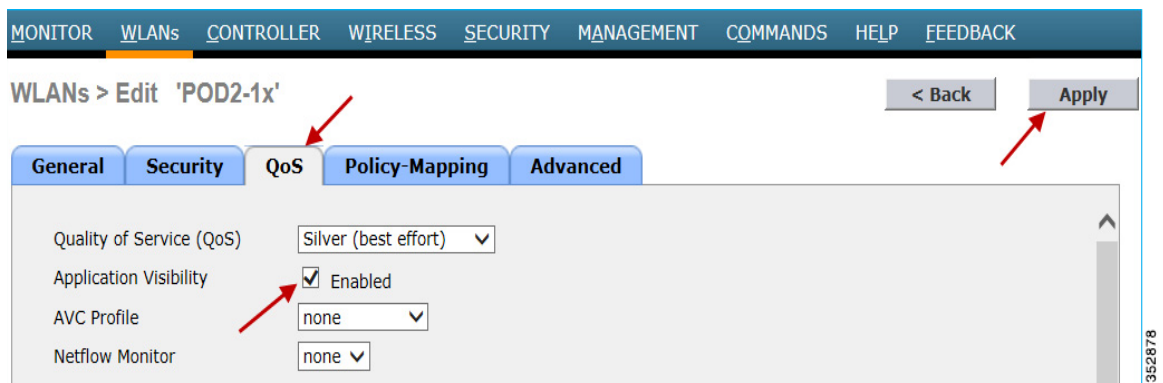 MONITOR WLANs CONTROLLER WIRELESS SECURITY MANAGEMENT COMMANDS HELP FEEDBACK
WLANs > Edit 'POD2-1x'
< Back Apply
General Security QoS Policy-Mapping Advanced
Quality of Service (QoS) Silver (best effort)
Application Visibility Enabled
AVC Profile none
Netflow Monitor none
352878